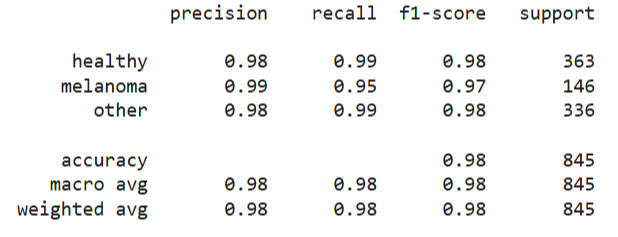 precision recall f1-score support
healthy 0.98 0.99 0.98 363
melanoma 0.99 0.95 0.97 146
other 0.98 0.99 0.98 336
accuracy 0.98 845
macro avg 0.98 0.98 0.98 845
weighted avg 0.98 0.98 0.98 845